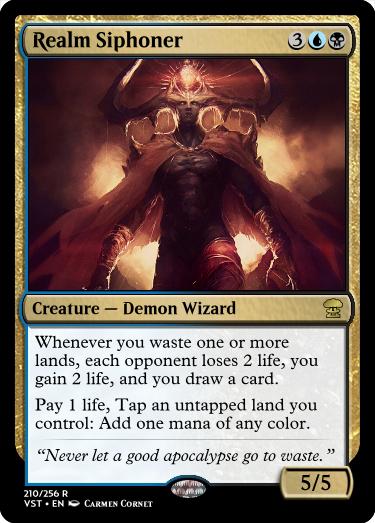 Realm Siphoner 3
Creature — Demon Wizard
Whenever you waste one or more
lands, each opponent loses 2 life, you
gain 2 life, and you draw a card.
Pay 1 life, Tap an untapped land you
control: Add one mana of any color.
“Never let a good apocalypse go to waste.”
5/5
210/256 R
VST • EN Carmen Cornet